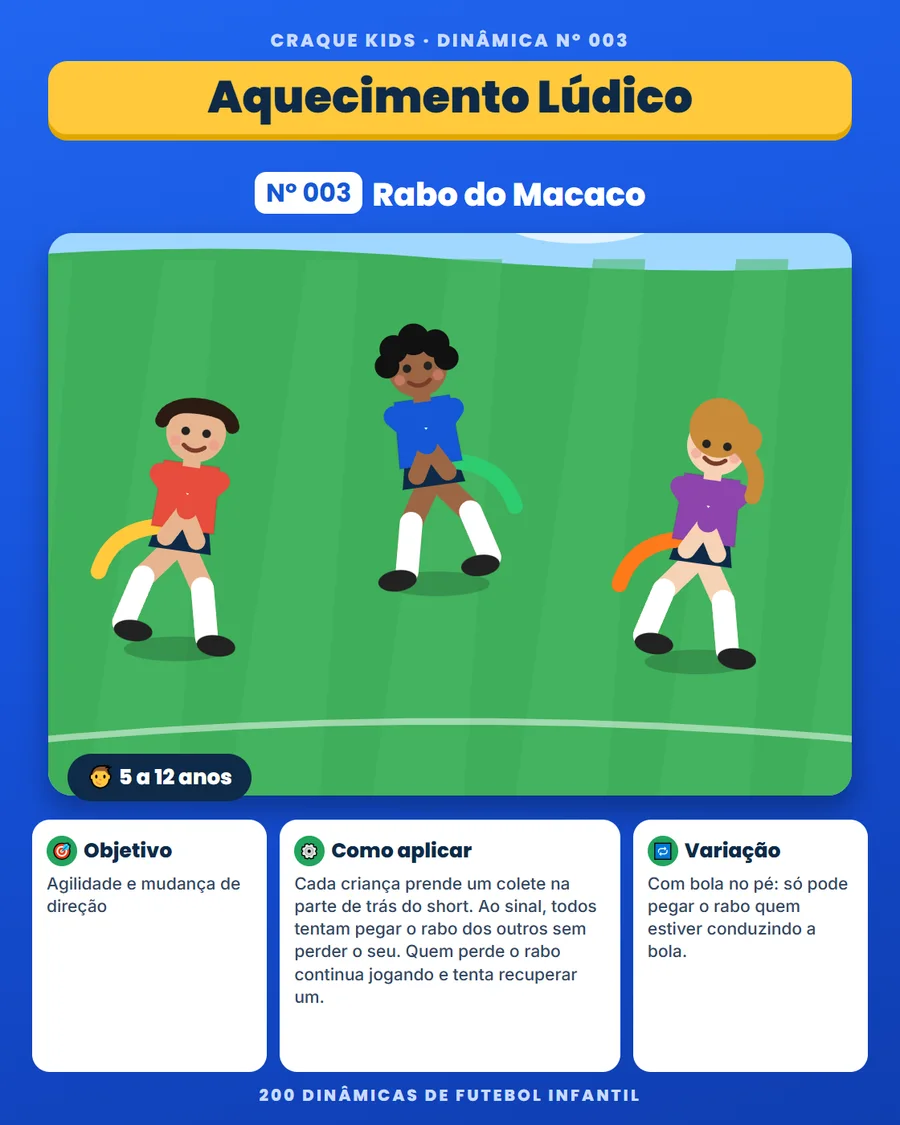 CRAQUE KIDS · DINÂMICA Nº 003
Aquecimento Lúdico
Nº 003 Rabo do Macaco
5 a 12 anos
Objetivo
Agilidade e mudança de
direção
Como aplicar
Cada criança prende um colete na
parte de trás do short. Ao sinal, todos
tentam pegar o rabo dos outros sem
perder o seu. Quem perde o rabo
continua jogando e tenta recuperar
um.
Variação
Com bola no pé: só pode
pegar o rabo quem
estiver conduzindo a
bola.
200 DINÂMICAS DE FUTEBOL INFANTIL